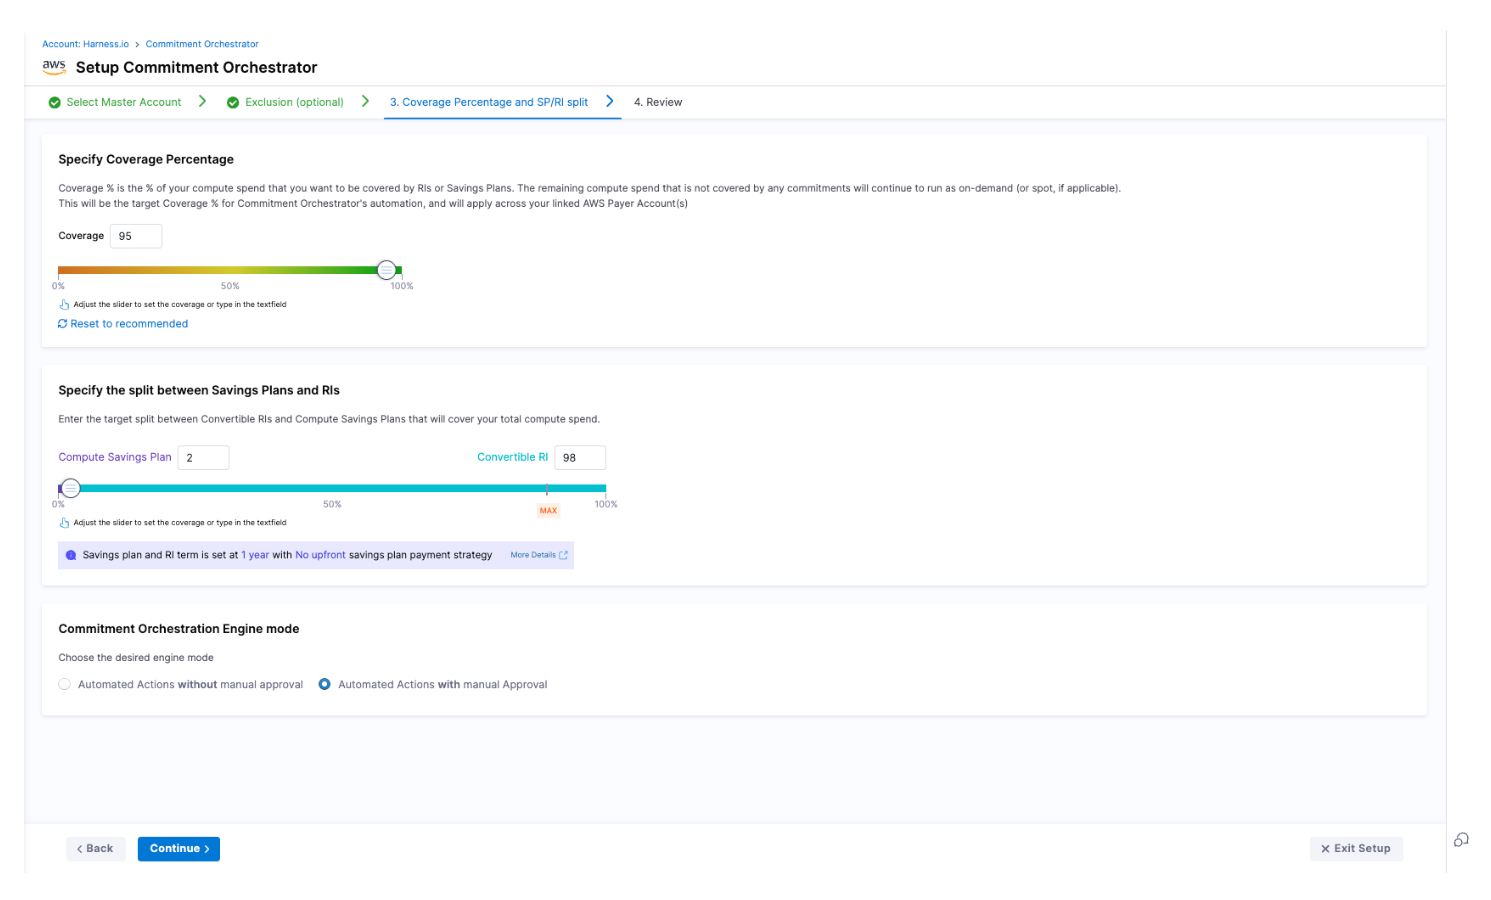 Account: Harness.io > Commitment Orchestrator
aws Setup Commitment Orchestrator
Select Master Account > Exclusion (optional) > 3. Coverage Percentage and SP/RI split > 4. Review
Specify Coverage Percentage
Coverage % is the % of your compute spend that you want to be covered by RIs or Savings Plans. The remaining compute spend that is not covered by any commitments will continue to run as on-demand (or spot, if applicable).
This will be the target Coverage % for Commitment Orchestrator's automation, and will apply across your linked AWS Payer Account(s)
Coverage 95
0% 50% 100%
Adjust the slider to set the coverage or type in the textfield
Reset to recommended
Specify the split between Savings Plans and RIs
Enter the target split between Convertible RIs and Compute Savings Plans that will cover your total compute spend.
Compute Savings Plan 2 Convertible RI 98
0% 50% MAX 100%
Adjust the slider to set the coverage or type in the textfield
Savings plan and RI term is set at 1 year with No upfront savings plan payment strategy More Details
Commitment Orchestration Engine mode
Choose the desired engine mode
Automated Actions without manual approval Automated Actions with manual Approval
< Back Continue > × Exit Setup